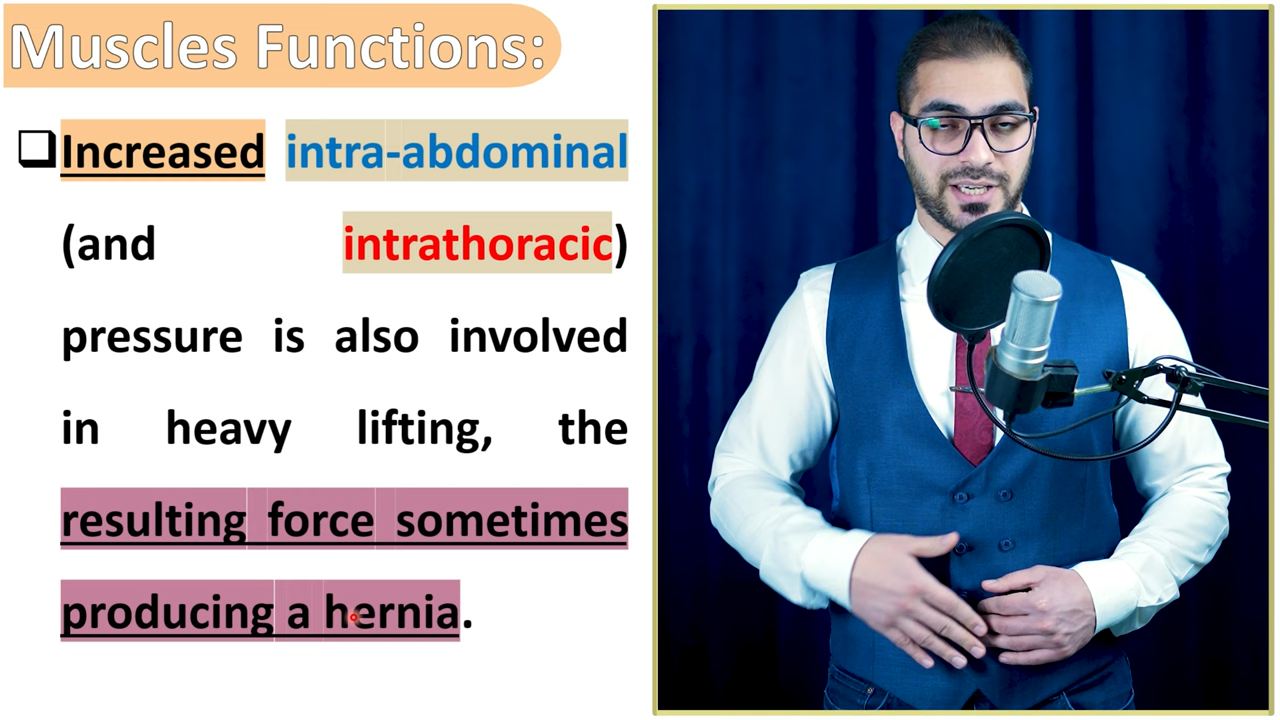 Muscles Functions:
Increased intra-abdominal
(and intrathoracic)
pressure is also involved
in heavy lifting, the
resulting force sometimes
producing a hernia.